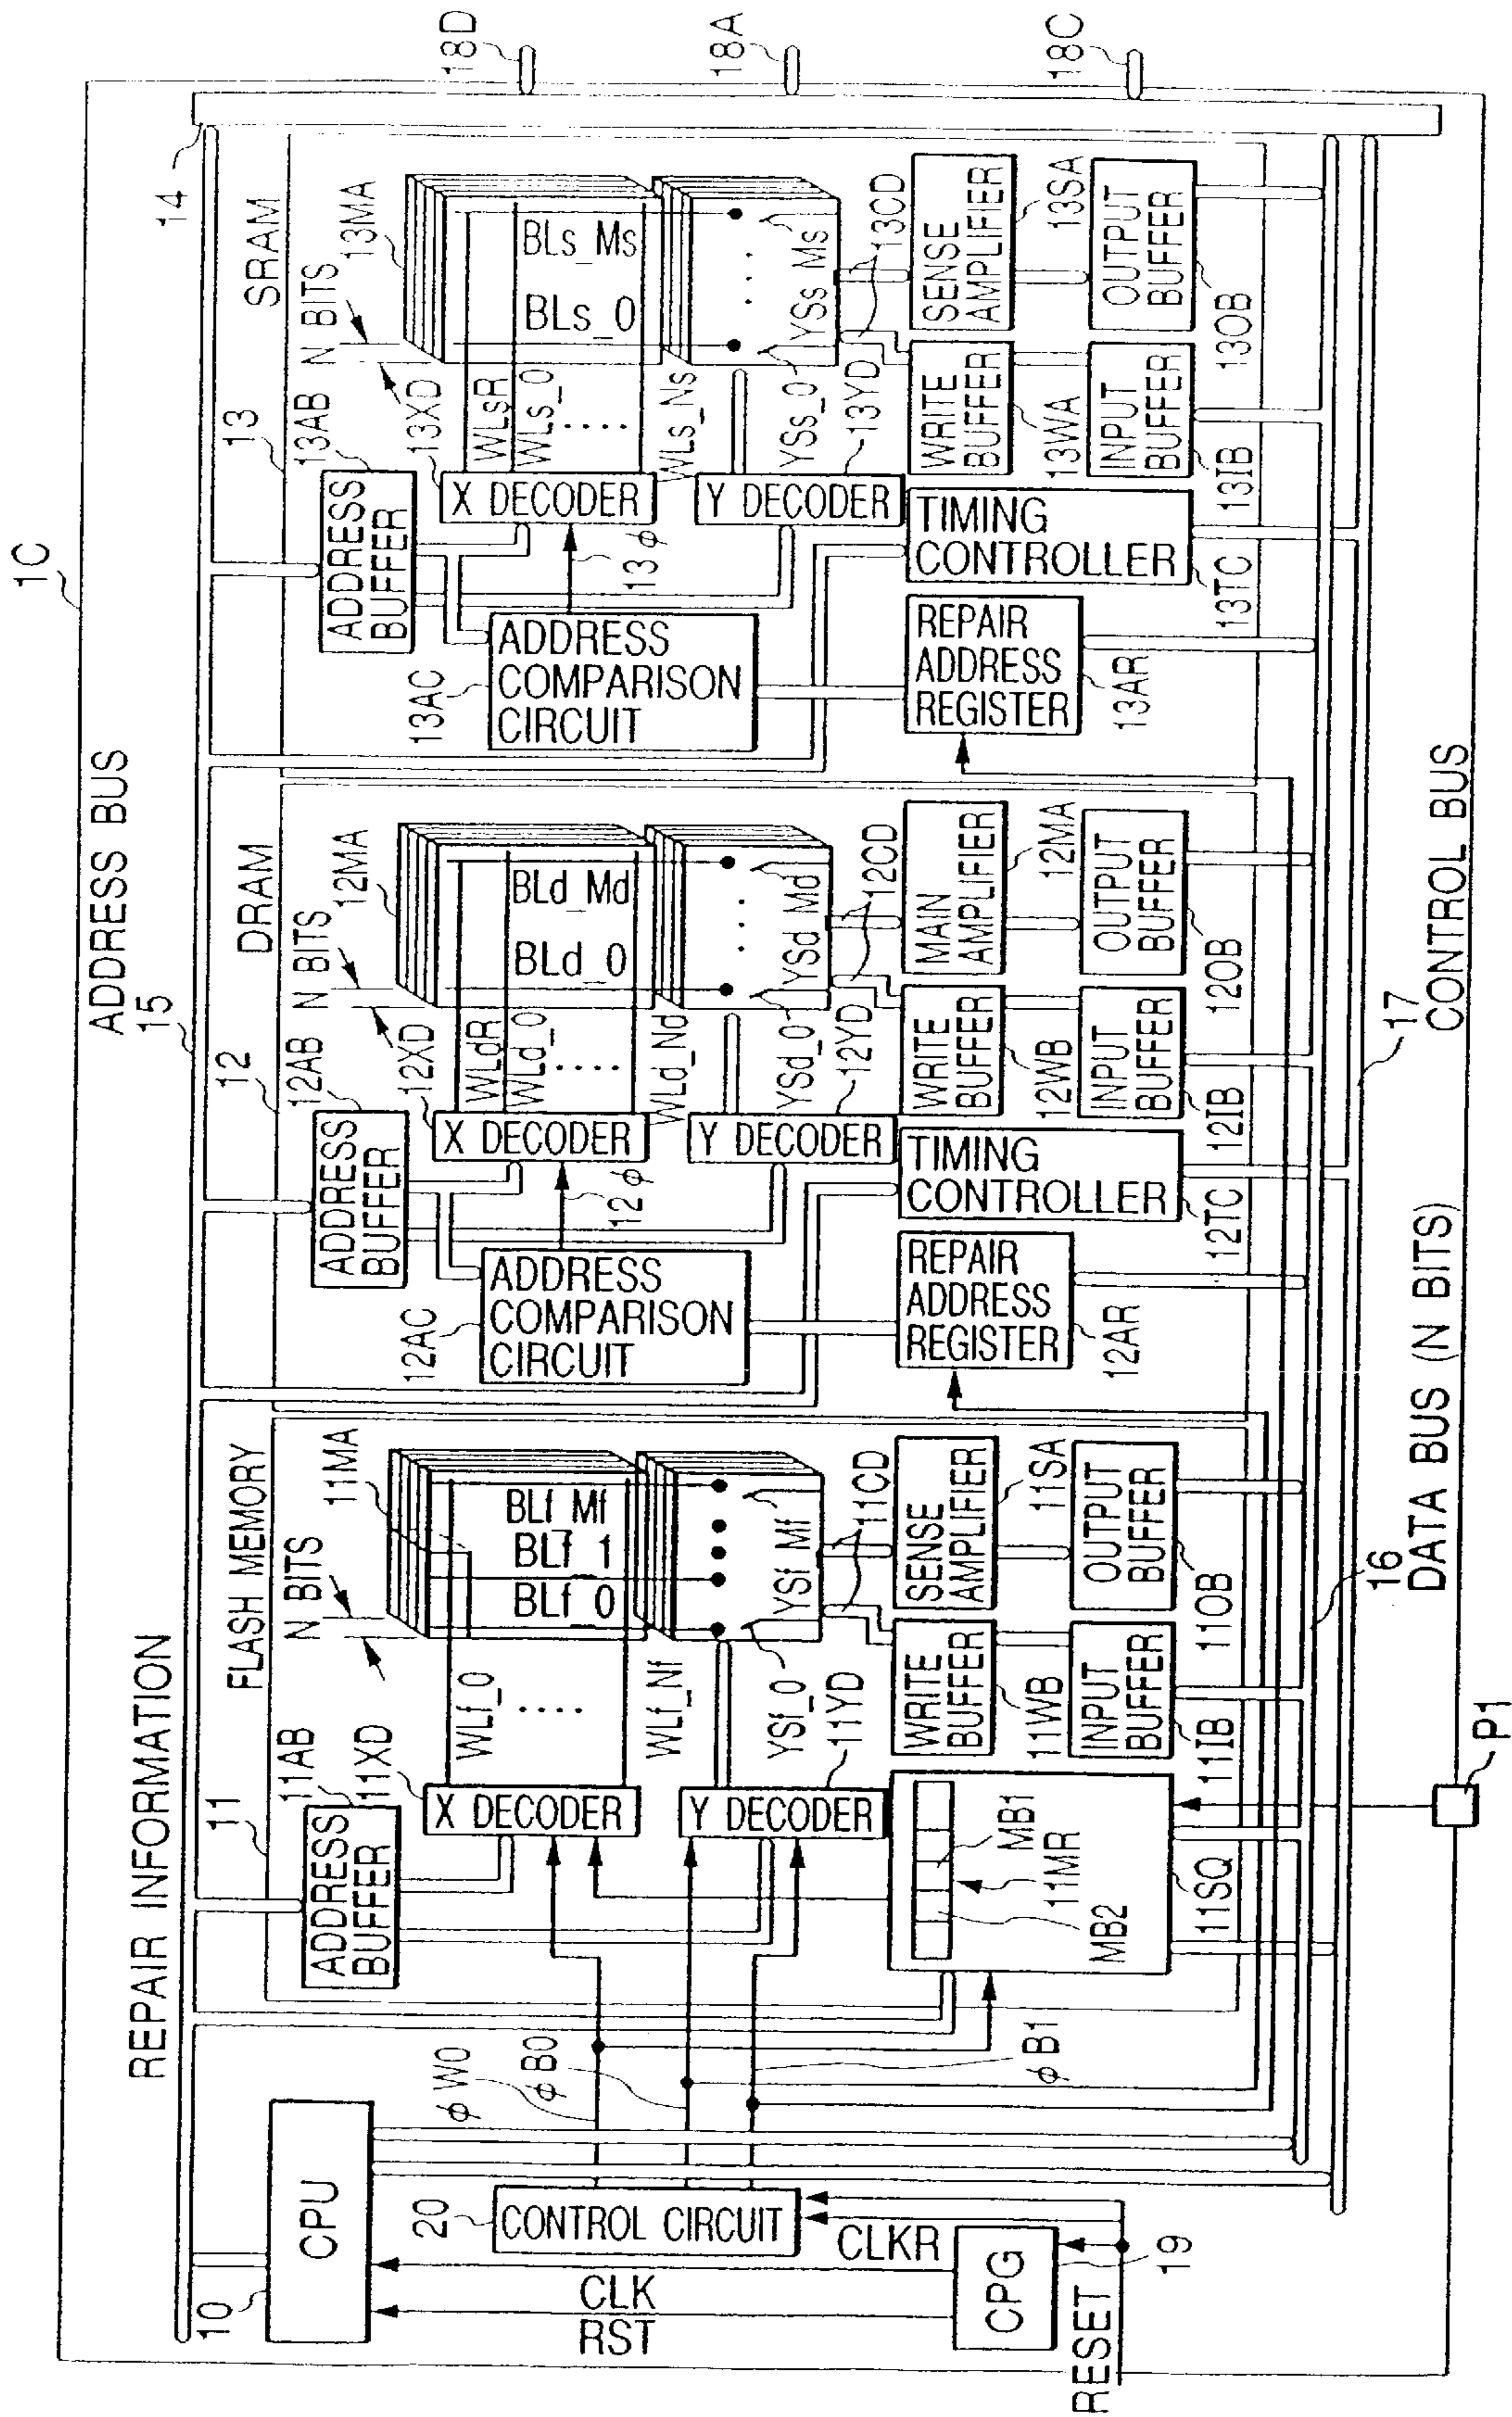 1C
ADDRESS BUS
15
REPAIR INFORMATION
14
10
CPU
20
CONTROL CIRCUIT
CLK
RST
CLKR
CPG
19
RESET
φ W0
φ B0
φ B1
11
FLASH MEMORY
11AB
ADDRESS
BUFFER
11XD
X DECODER
N BITS
11MA
WLf_0
WLf_Nf
BLf_Mf
BLf_1
BLf_0
YSf_0
YSf_Mf
11YD
Y DECODER
11CD
MB1
11MR
MB2
11SQ
WRITE
BUFFER
11WB
SENSE
AMPLIFIER
11SA
INPUT
BUFFER
11IB
OUTPUT
BUFFER
11OB
P1
12
DRAM
12AB
ADDRESS
BUFFER
12XD
X DECODER
N BITS
12MA
WLdR
WLd_0
WLd_Nd
BLd_Md
BLd_0
YSd_0
YSd_Md
12YD
Y DECODER
12CD
12 φ
12AC
ADDRESS
COMPARISON
CIRCUIT
REPAIR
ADDRESS
REGISTER
12AR
TIMING
CONTROLLER
12TC
WRITE
BUFFER
12WB
MAIN
AMPLIFIER
12MA
INPUT
BUFFER
12IB
OUTPUT
BUFFER
12OB
13
SRAM
13AB
ADDRESS
BUFFER
13XD
X DECODER
N BITS
13MA
WLsR
WLs_0
WLs_Ns
BLs_Ms
BLs_0
YSs_0
YSs_Ms
13YD
Y DECODER
13CD
13 φ
13AC
ADDRESS
COMPARISON
CIRCUIT
REPAIR
ADDRESS
REGISTER
13AR
TIMING
CONTROLLER
13TC
WRITE
BUFFER
13WA
SENSE
AMPLIFIER
13SA
INPUT
BUFFER
13IB
OUTPUT
BUFFER
13OB
18D
18A
18C
16
DATA BUS (N BITS)
17
CONTROL BUS